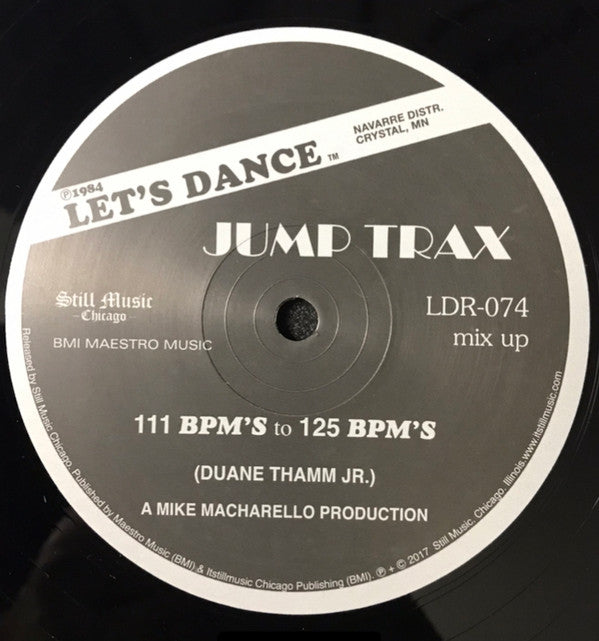 ℗1984
LET'S DANCE™
NAVARRE DISTR.
CRYSTAL, MN
JUMP TRAX
Still Music
-Chicago-
LDR-074
BMI MAESTRO MUSIC
mix up
111 BPM'S to 125 BPM'S
(DUANE THAMM JR.)
A MIKE MACHARELLO PRODUCTION
Released by Still Music Chicago. Published by Maestro Music (BMI) & Itstillmusic Chicago Publishing (BMI). ℗ + © 2017 Still Music. Chicago. Illinois. www.itstillmusic.com